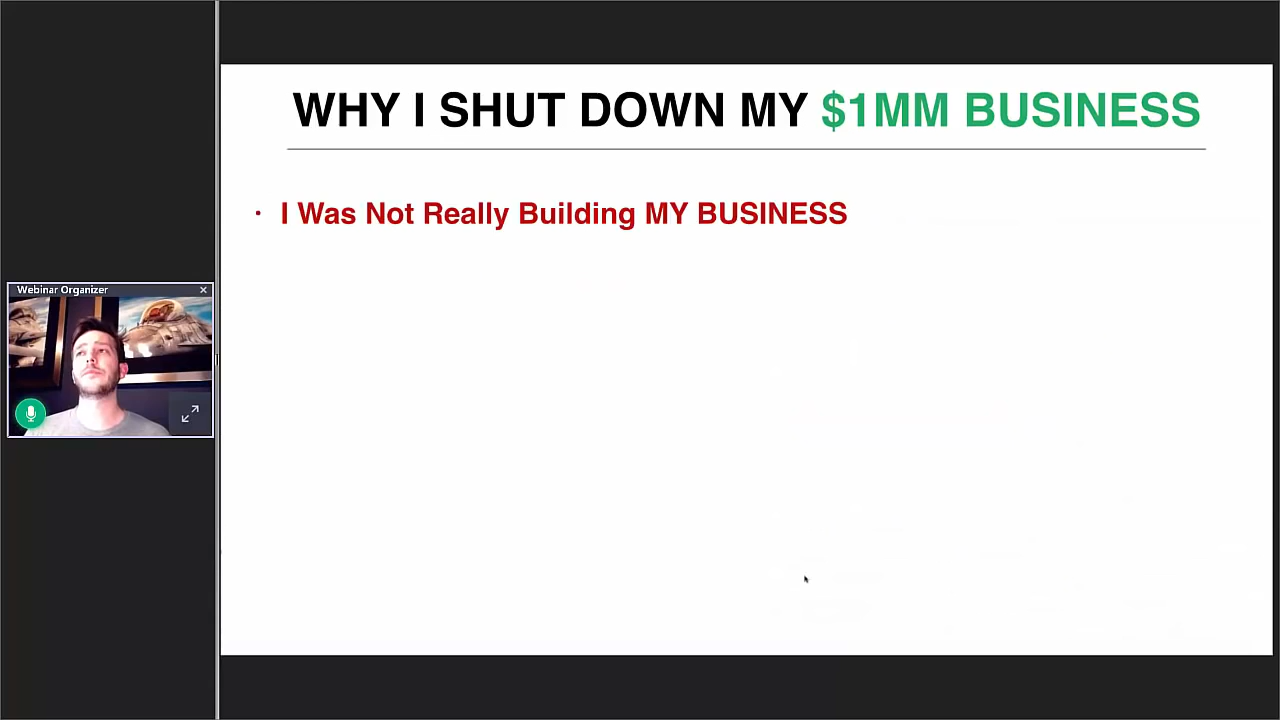 WHY I SHUT DOWN MY $1MM BUSINESS
· I Was Not Really Building MY BUSINESS
Webinar Organizer